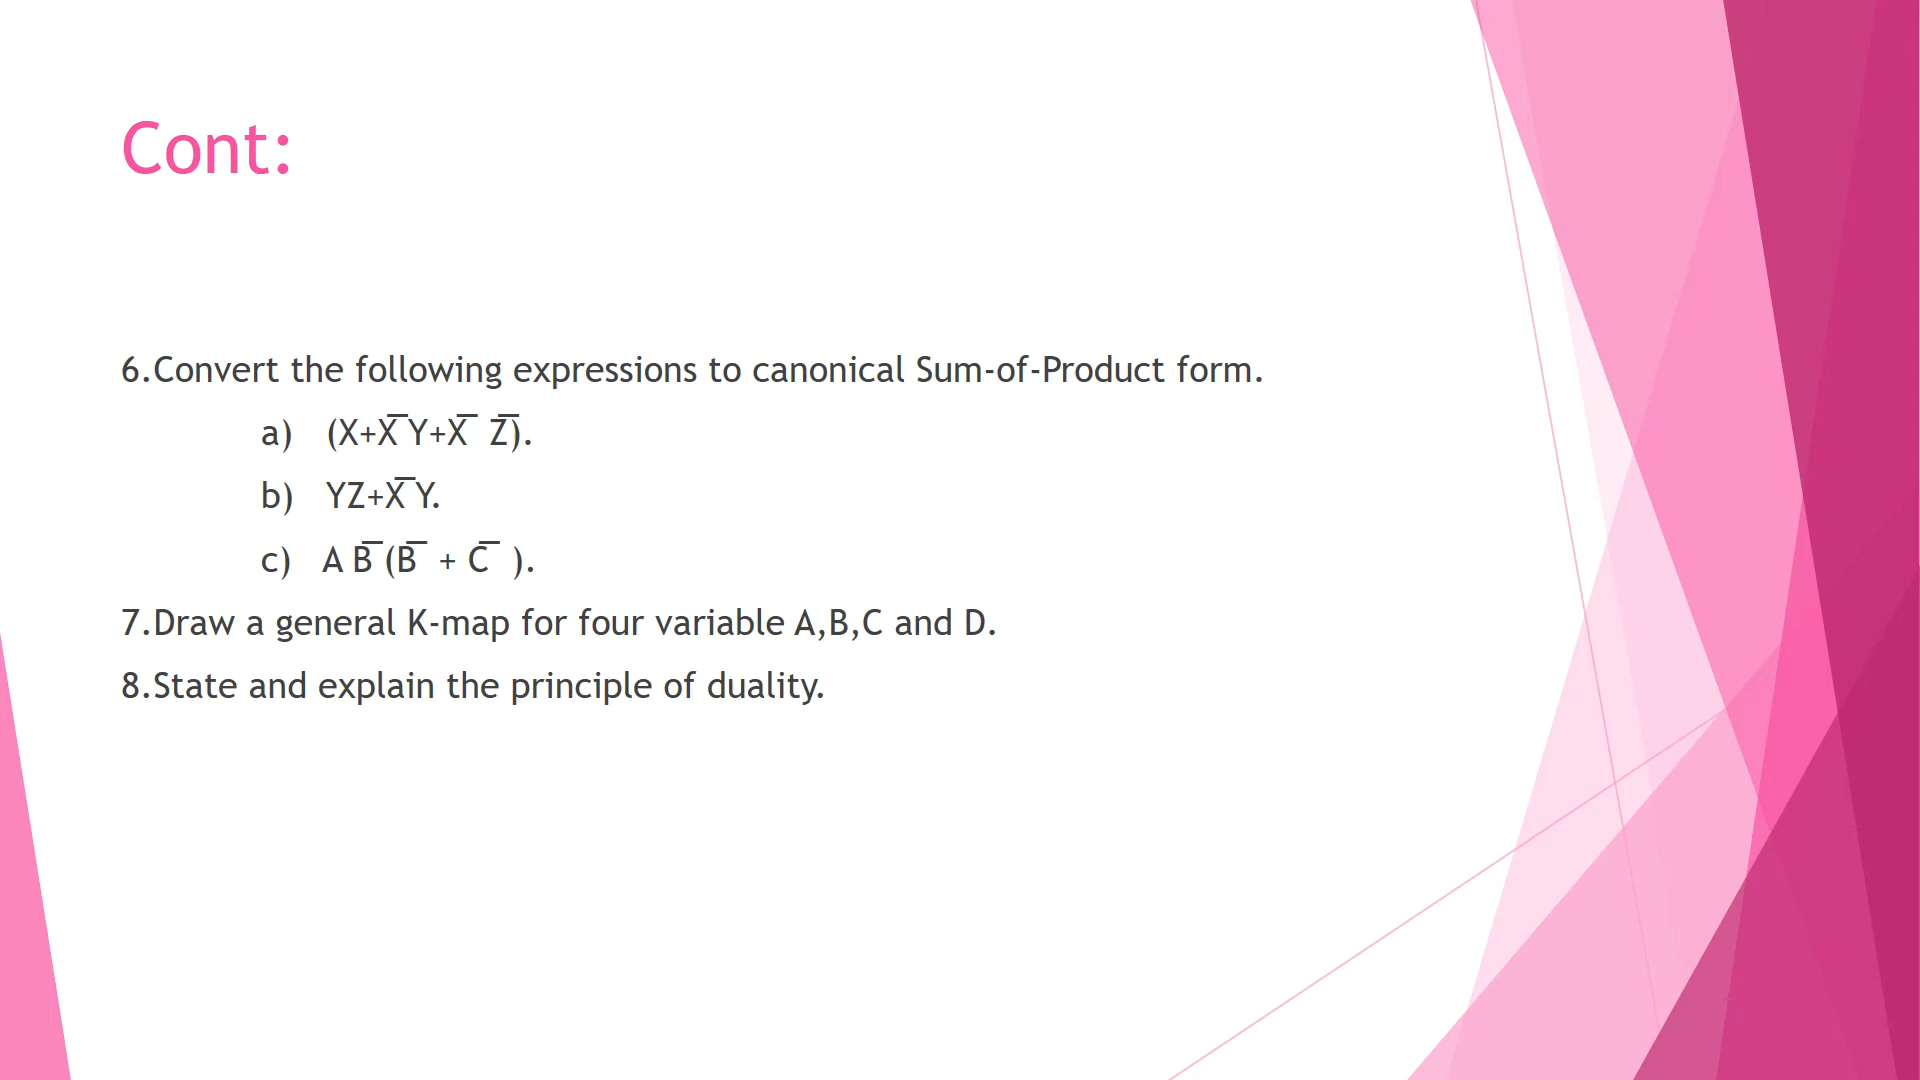 Cont:
6.Convert the following expressions to canonical Sum-of-Product form.
a) (X+X̅ Y+X̅ Z̅).
b) YZ+X̅ Y.
c) A B̅ (B̅ + C̅ ).
7.Draw a general K-map for four variable A,B,C and D.
8.State and explain the principle of duality.